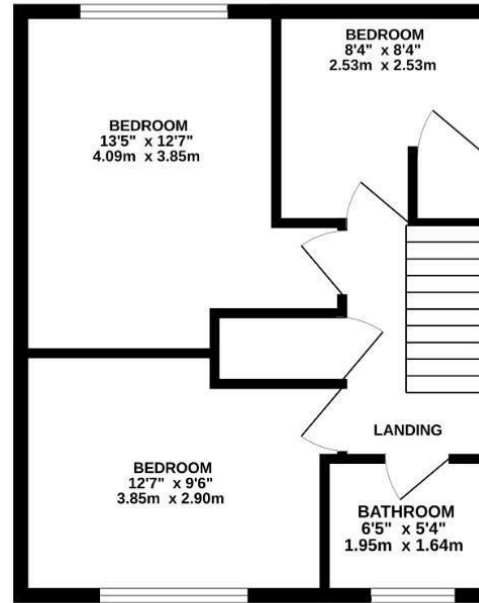 BEDROOM
8'4" x 8'4"
2.53m x 2.53m
BEDROOM
13'5" x 12'7"
4.09m x 3.85m
LANDING
BEDROOM
12'7" x 9'6"
3.85m x 2.90m
BATHROOM
6'5" x 5'4"
1.95m x 1.64m